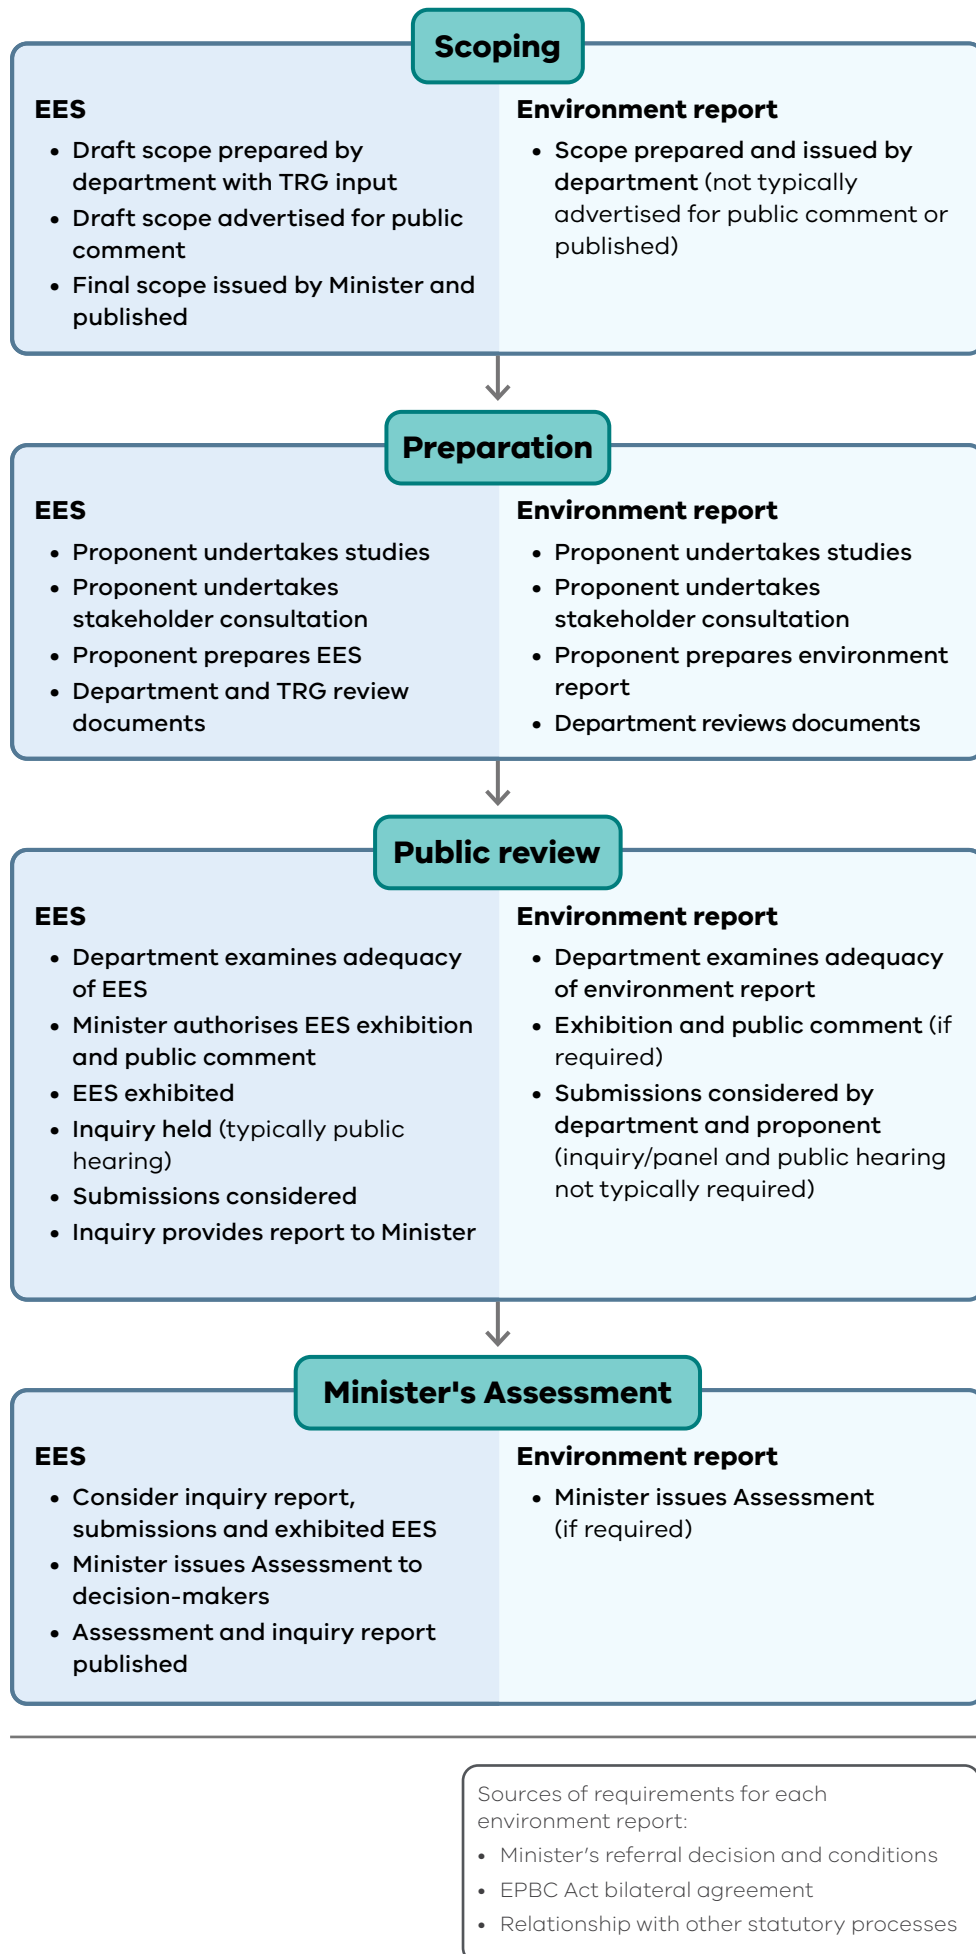 Scoping
EES
• Draft scope prepared by
department with TRG input
• Draft scope advertised for public
comment
• Final scope issued by Minister and
published
Environment report
• Scope prepared and issued by
department (not typically
advertised for public comment or
published)
Preparation
EES
• Proponent undertakes studies
• Proponent undertakes
stakeholder consultation
• Proponent prepares EES
• Department and TRG review
documents
Environment report
• Proponent undertakes studies
• Proponent undertakes
stakeholder consultation
• Proponent prepares environment
report
• Department reviews documents
Public review
EES
• Department examines adequacy
of EES
• Minister authorises EES exhibition
and public comment
• EES exhibited
• Inquiry held (typically public
hearing)
• Submissions considered
• Inquiry provides report to Minister
Environment report
• Department examines adequacy
of environment report
• Exhibition and public comment (if
required)
• Submissions considered by
department and proponent
(inquiry/panel and public hearing
not typically required)
Minister's Assessment
EES
• Consider inquiry report,
submissions and exhibited EES
• Minister issues Assessment to
decision-makers
• Assessment and inquiry report
published
Environment report
• Minister issues Assessment
(if required)
Sources of requirements for each
environment report:
• Minister’s referral decision and conditions
• EPBC Act bilateral agreement
• Relationship with other statutory processes